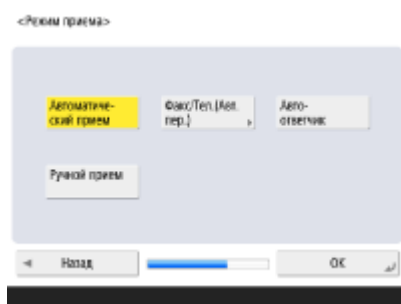 <Режим приема>
Автоматиче-
ский прием
Факс/Тел.(Авт.
пер.)
Авто-
ответчик
Ручной прием
Назад
OK